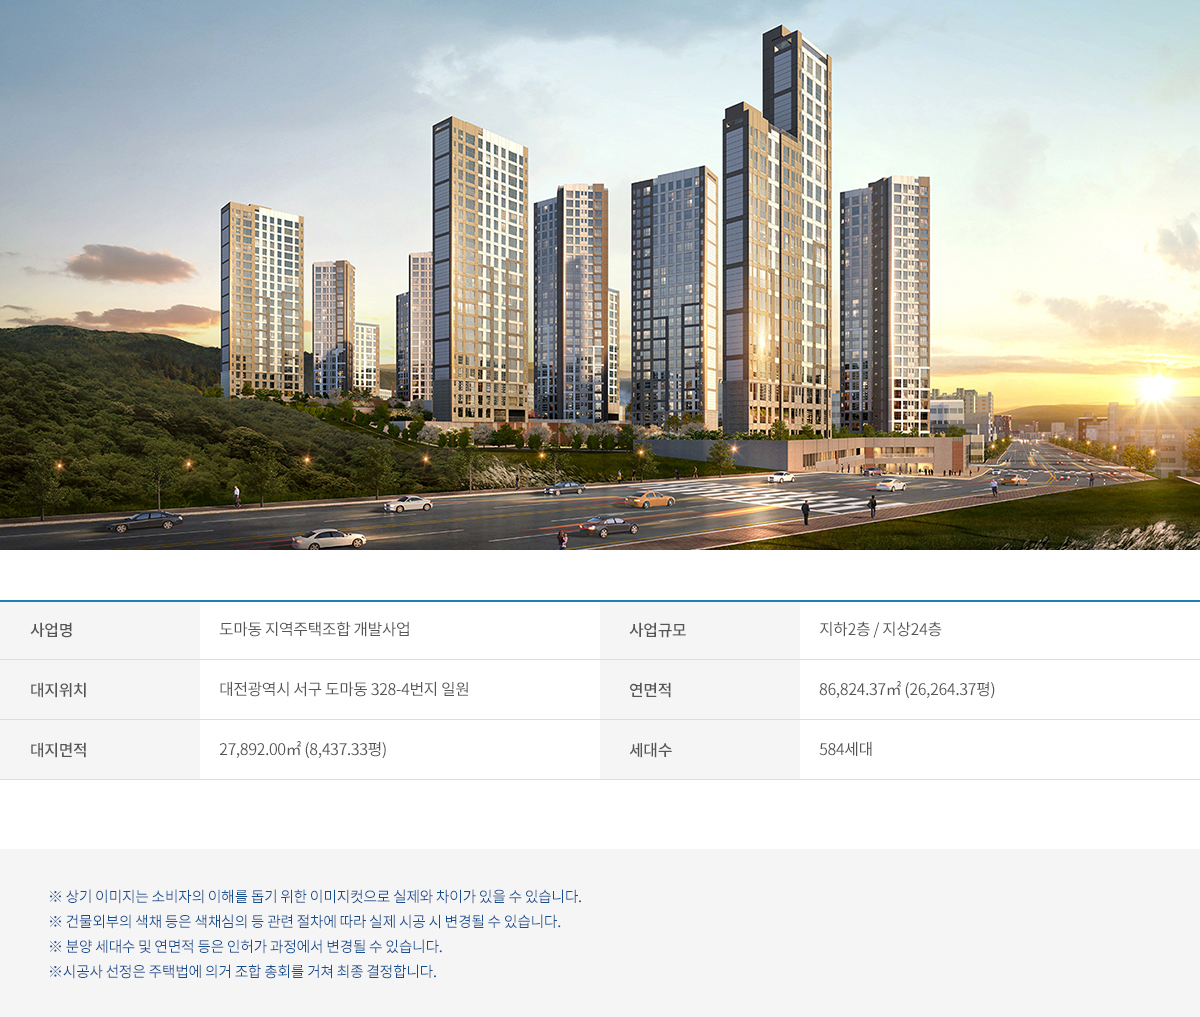 사업명 도마동 지역주택조합 개발사업 사업규모 지하2층 / 지상24층
대지위치 대전광역시 서구 도마동 328-4번지 일원 연면적 86,824.37㎡ (26,264.37평)
대지면적 27,892.00㎡ (8,437.33평) 세대수 584세대
※ 상기 이미지는 소비자의 이해를 돕기 위한 이미지컷으로 실제와 차이가 있을 수 있습니다.
※ 건물외부의 색채 등은 색채심의 등 관련 절차에 따라 실제 시공 시 변경될 수 있습니다.
※ 분양 세대수 및 연면적 등은 인허가 과정에서 변경될 수 있습니다.
※시공사 선정은 주택법에 의거 조합 총회를 거쳐 최종 결정합니다.